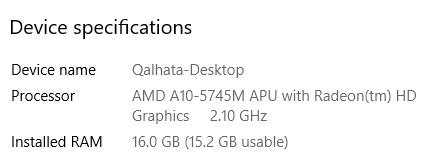 Device specifications
Device name Qalhata-Desktop
Processor AMD A10-5745M APU with Radeon(tm) HD
Graphics 2.10 GHz
Installed RAM 16.0 GB (15.2 GB usable)